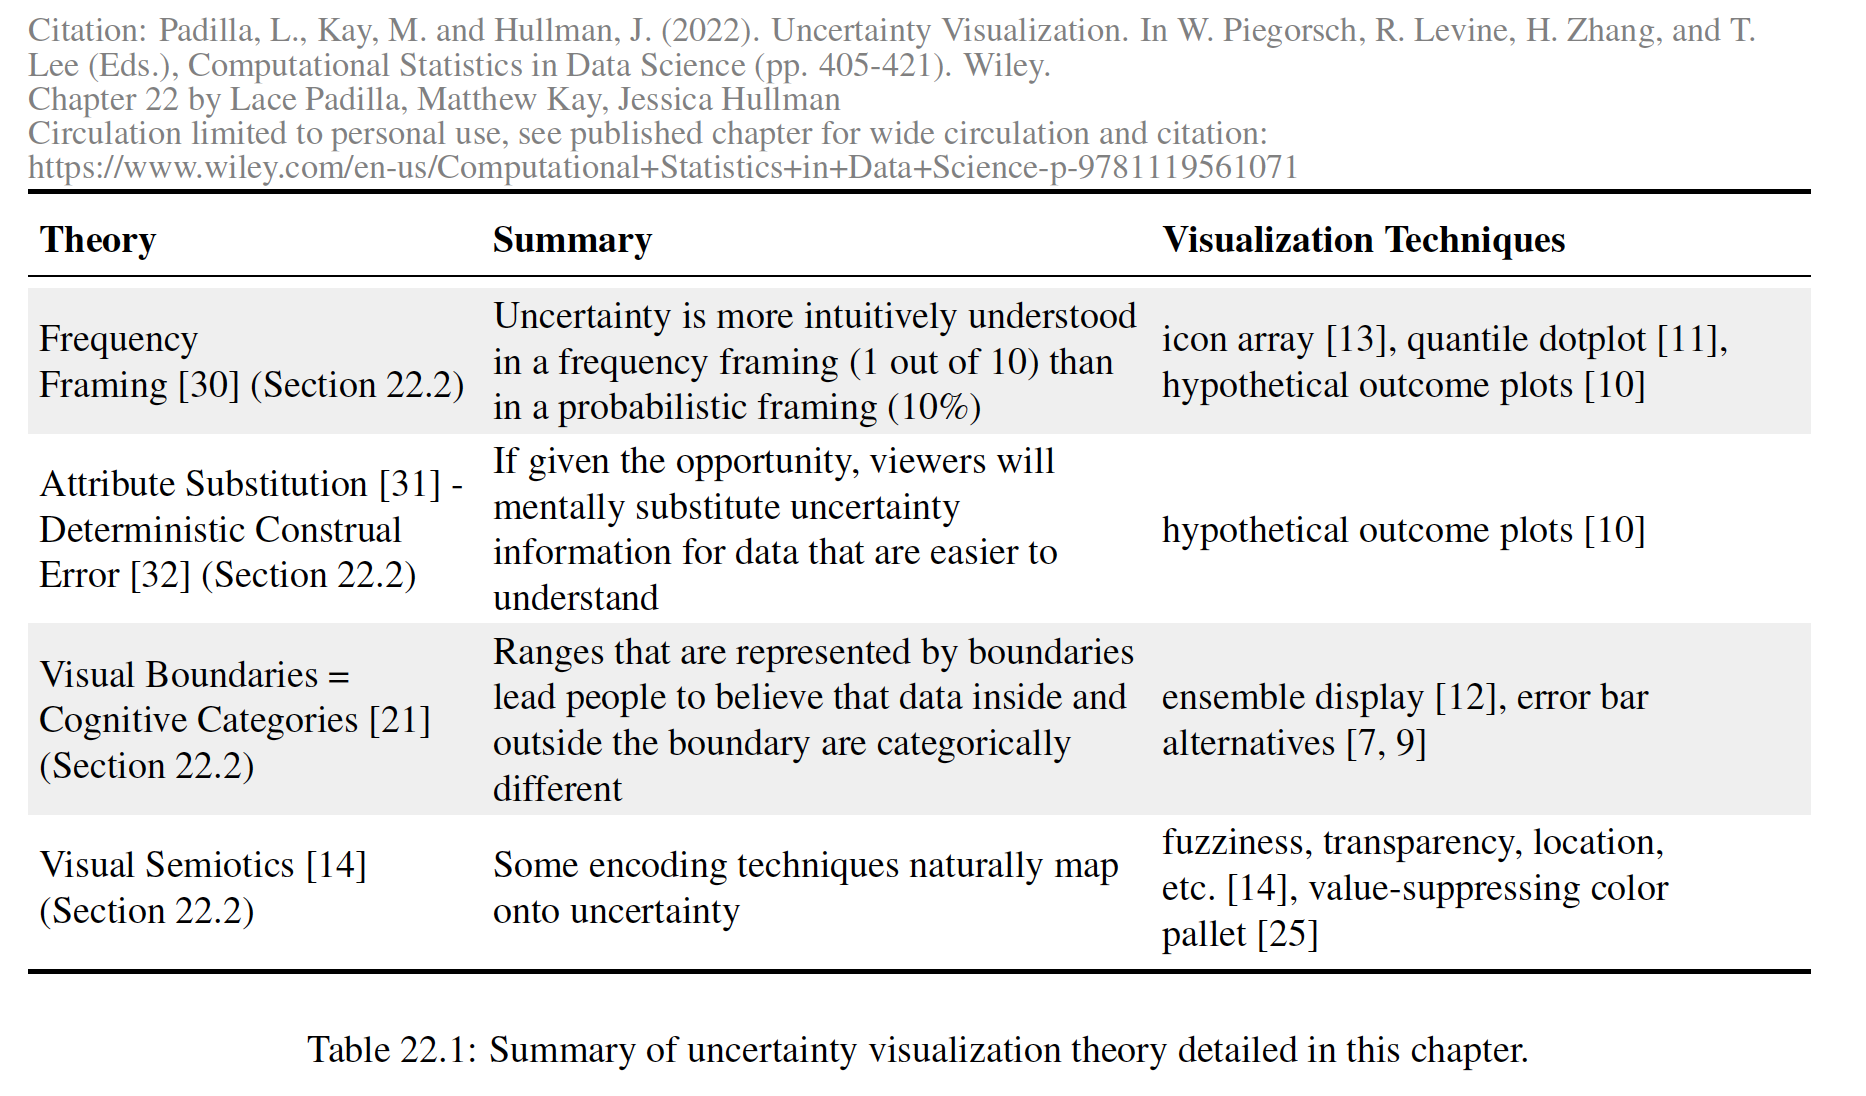 Citation: Padilla, L., Kay, M. and Hullman, J. (2022). Uncertainty Visualization. In W. Piegorsch, R. Levine, H. Zhang, and T.
Lee (Eds.), Computational Statistics in Data Science (pp. 405-421). Wiley.
Chapter 22 by Lace Padilla, Matthew Kay, Jessica Hullman
Circulation limited to personal use, see published chapter for wide circulation and citation:
https://www.wiley.com/en-us/Computational+Statistics+in+Data+Science-p-9781119561071
Theory
Summary
Visualization Techniques
Frequency
Framing [30] (Section 22.2)
Uncertainty is more intuitively understood
in a frequency framing (1 out of 10) than
in a probabilistic framing (10%)
icon array [13], quantile dotplot [11],
hypothetical outcome plots [10]
Attribute Substitution [31] -
Deterministic Construal
Error [32] (Section 22.2)
If given the opportunity, viewers will
mentally substitute uncertainty
information for data that are easier to
understand
hypothetical outcome plots [10]
Visual Boundaries =
Cognitive Categories [21]
(Section 22.2)
Ranges that are represented by boundaries
lead people to believe that data inside and
outside the boundary are categorically
different
ensemble display [12], error bar
alternatives [7, 9]
Visual Semiotics [14]
(Section 22.2)
Some encoding techniques naturally map
onto uncertainty
fuzziness, transparency, location,
etc. [14], value-suppressing color
pallet [25]
Table 22.1: Summary of uncertainty visualization theory detailed in this chapter.